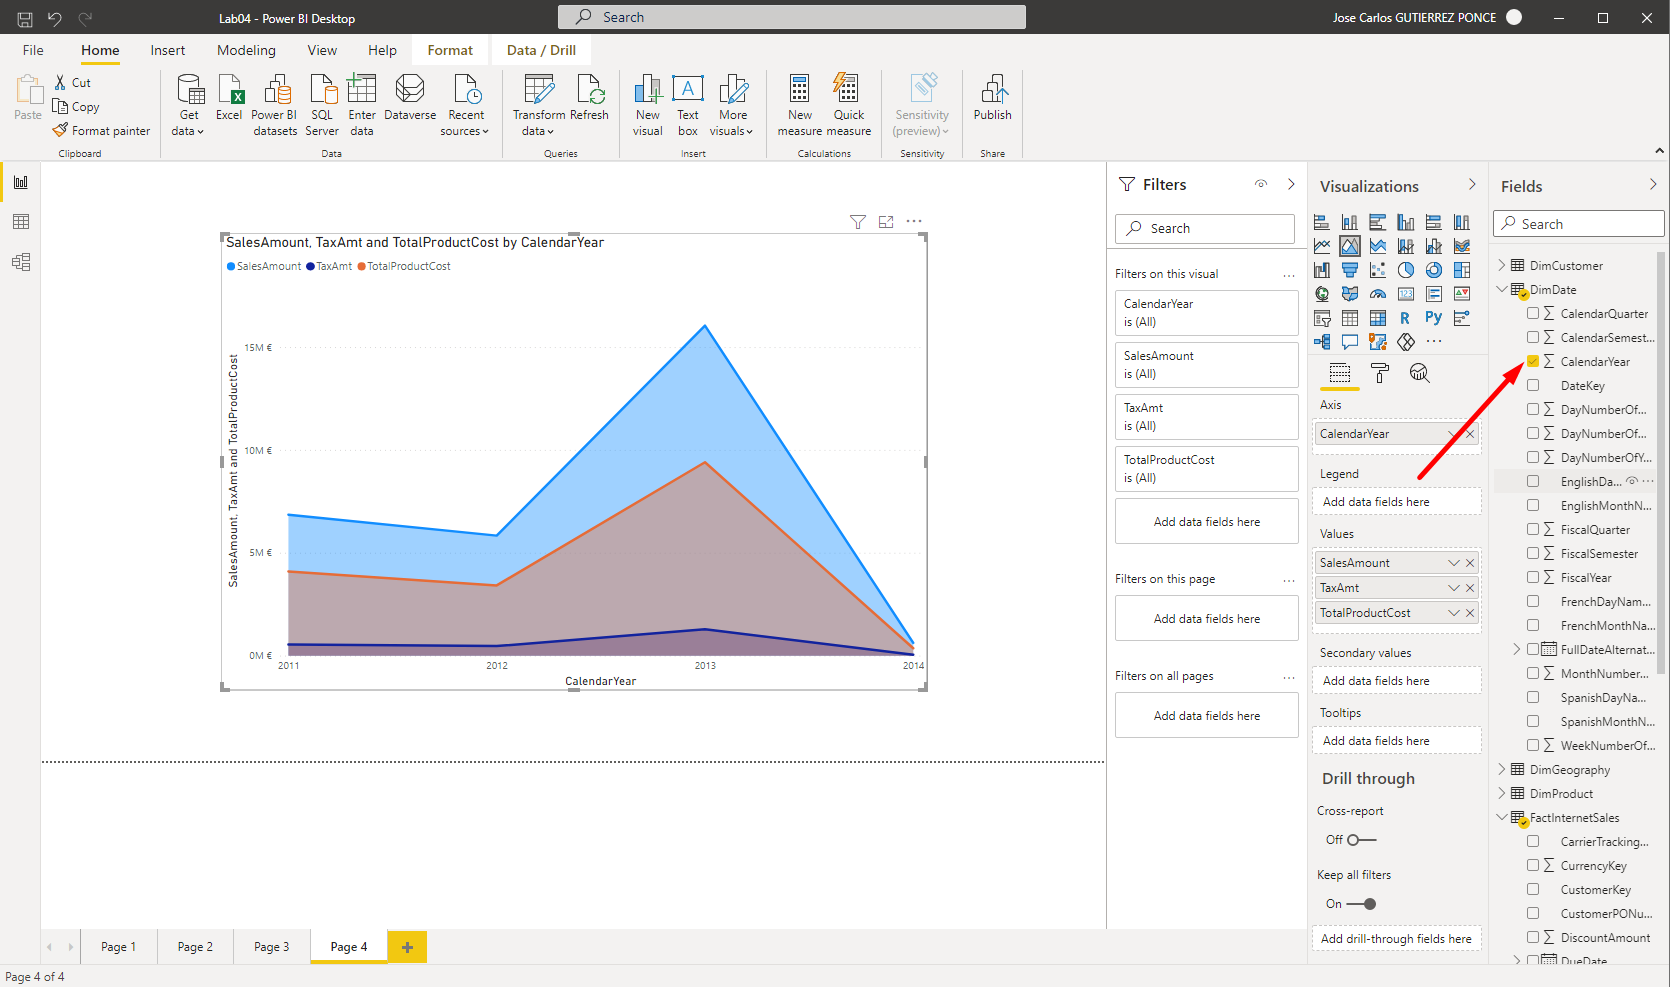 Lab04 - Power BI Desktop
Search
Jose Carlos GUTIERREZ PONCE
File
Home
Insert
Modeling
View
Help
Format
Data / Drill
Paste
Cut
Copy
Format painter
Clipboard
Get data
Excel
Power BI datasets
SQL Server
Enter data
Dataverse
Recent sources
Data
Transform data
Refresh
Queries
New visual
Text box
More visuals
Insert
New measure
Quick measure
Calculations
Sensitivity (preview)
Sensitivity
Publish
Share
SalesAmount, TaxAmt and TotalProductCost by CalendarYear
SalesAmount
TaxAmt
TotalProductCost
SalesAmount, TaxAmt and TotalProductCost
15M €
10M €
5M €
0M €
2011
2012
2013
2014
CalendarYear
Filters
Search
Filters on this visual
...
CalendarYear
is (All)
SalesAmount
is (All)
TaxAmt
is (All)
TotalProductCost
is (All)
Add data fields here
Filters on this page
...
Add data fields here
Filters on all pages
...
Add data fields here
Visualizations
R
Py
123
...
Axis
CalendarYear
Legend
Add data fields here
Values
SalesAmount
TaxAmt
TotalProductCost
Secondary values
Add data fields here
Tooltips
Add data fields here
Drill through
Cross-report
Off
Keep all filters
On
Add drill-through fields here
Fields
Search
DimCustomer
DimDate
CalendarQuarter
CalendarSemest...
CalendarYear
DateKey
DayNumberOf...
DayNumberOf...
DayNumberOfY...
EnglishDa...
EnglishMonthN...
FiscalQuarter
FiscalSemester
FiscalYear
FrenchDayNam...
FrenchMonthNa...
FullDateAlternat...
MonthNumber...
SpanishDayNa...
SpanishMonthN...
WeekNumberOf...
DimGeography
DimProduct
FactInternetSales
CarrierTracking...
CurrencyKey
CustomerKey
CustomerPONu...
DiscountAmount
DueDate
Page 1
Page 2
Page 3
Page 4
Page 4 of 4